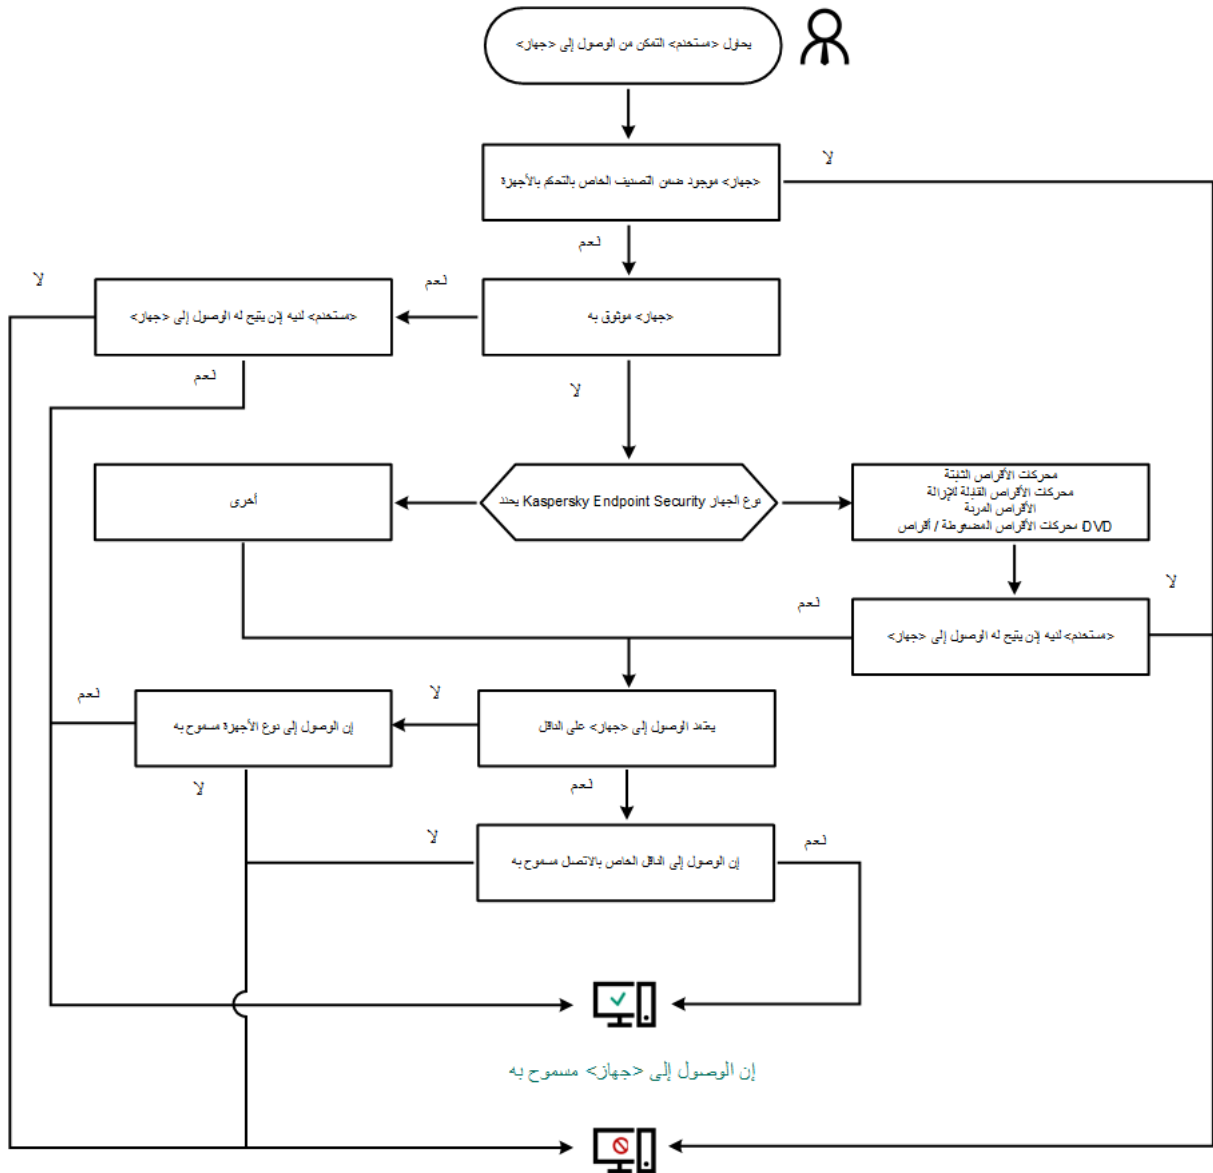 يحاول <مستخدم> التمكن من الوصول إلى <جهاز>
لا
<جهاز> موجود ضمن التصنيف الخاص بالتحكم بالأجهزة
نعم
لا
نعم
<مستخدم> لديه إذن يتيح له الوصول إلى <جهاز>
<جهاز> موثوق به
نعم
لا
أخرى
يحدد Kaspersky Endpoint Security نوع الجهاز
محركات الأقراص الثابتة
محركات الأقراص القابلة للإزالة
الأقراص المرنة
محركات الأقراص المضغوطة / أقراص DVD
لا
نعم
<مستخدم> لديه إذن يتيح له الوصول إلى <جهاز>
نعم
لا
إن الوصول إلى نوع الأجهزة مسموح به
يعتمد الوصول إلى <جهاز> على الناقل
لا
نعم
لا
نعم
إن الوصول إلى الناقل الخاص بالاتصال مسموح به
إن الوصول إلى <جهاز> مسموح به